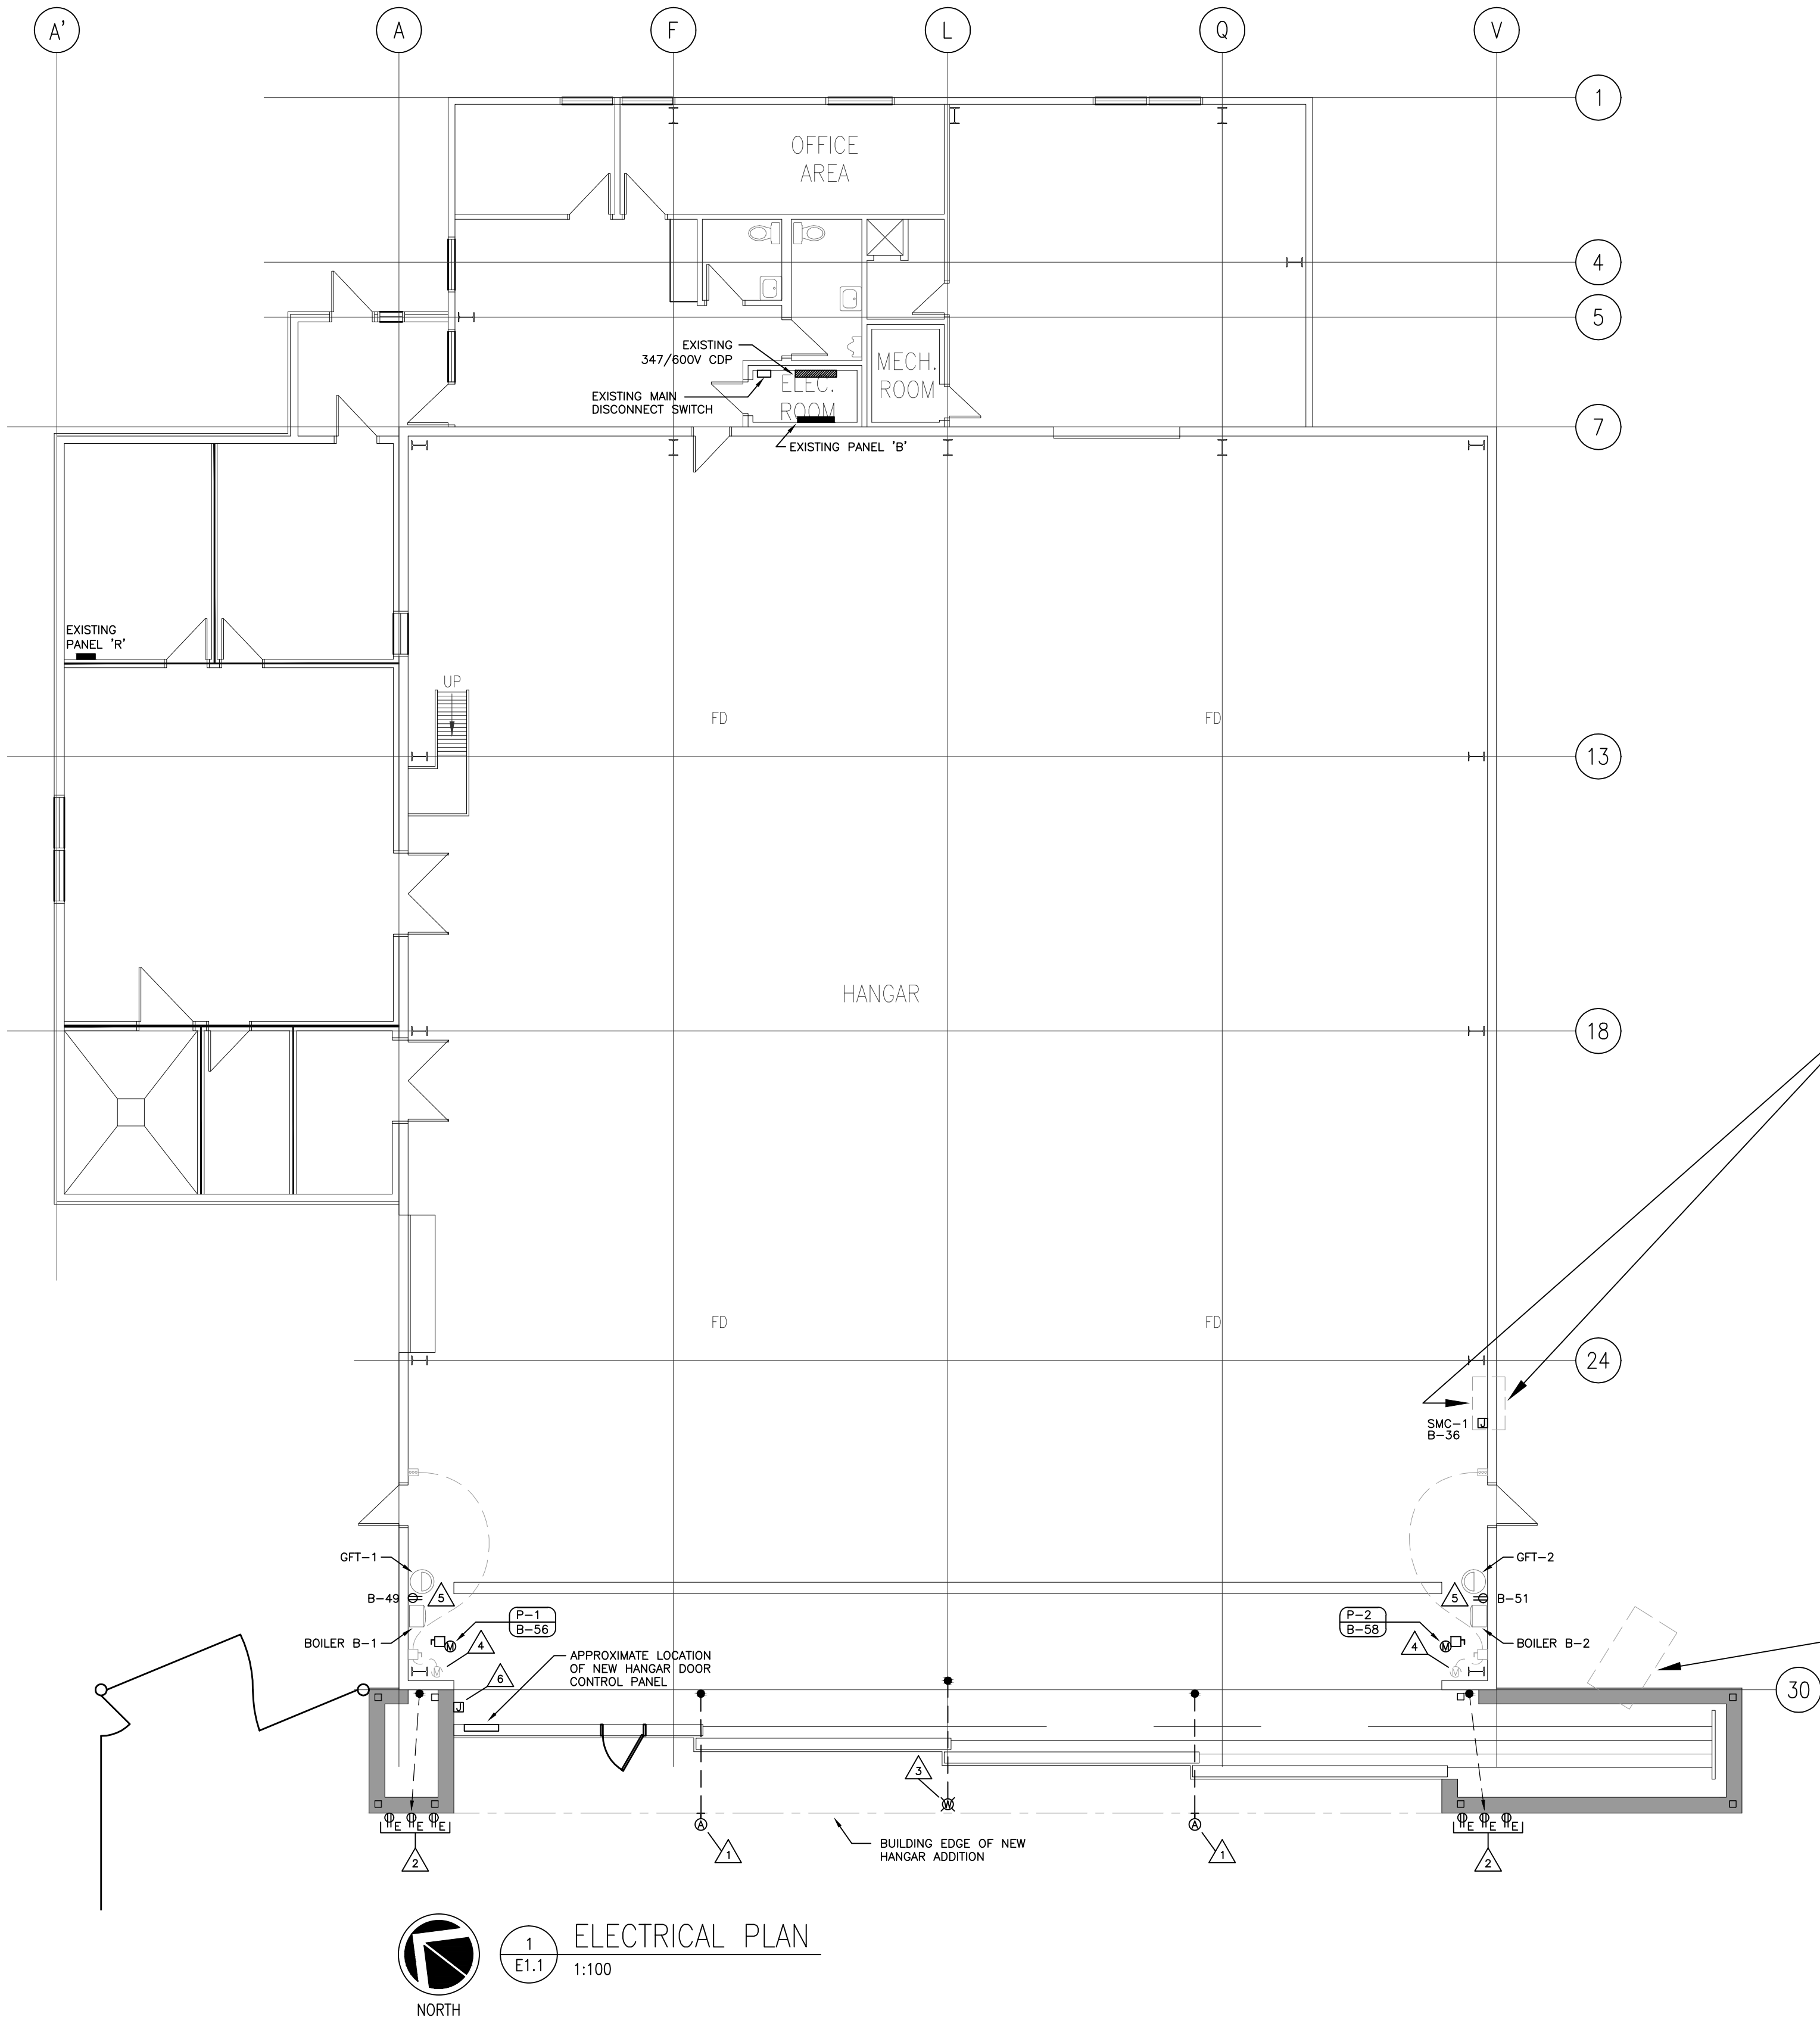 A'
A
F
L
Q
V
1
OFFICE
AREA
4
5
EXISTING
347/600V CDP
MECH.
ROOM
ELEC.
ROOM
EXISTING MAIN
DISCONNECT SWITCH
7
EXISTING PANEL 'B'
EXISTING
PANEL 'R'
UP
FD
FD
13
HANGAR
18
FD
FD
24
SMC-1
B-36
J
GFT-1
GFT-2
B-49
5
5
B-51
P-1
B-56
P-2
B-58
BOILER B-1
M
4
4
M
BOILER B-2
M
M
APPROXIMATE LOCATION
OF NEW HANGAR DOOR
CONTROL PANEL
6
J
30
3
W
E
E
E
A
A
E
E
E
2
1
BUILDING EDGE OF NEW
HANGAR ADDITION
1
2
1
E1.1
ELECTRICAL PLAN
1:100
NORTH